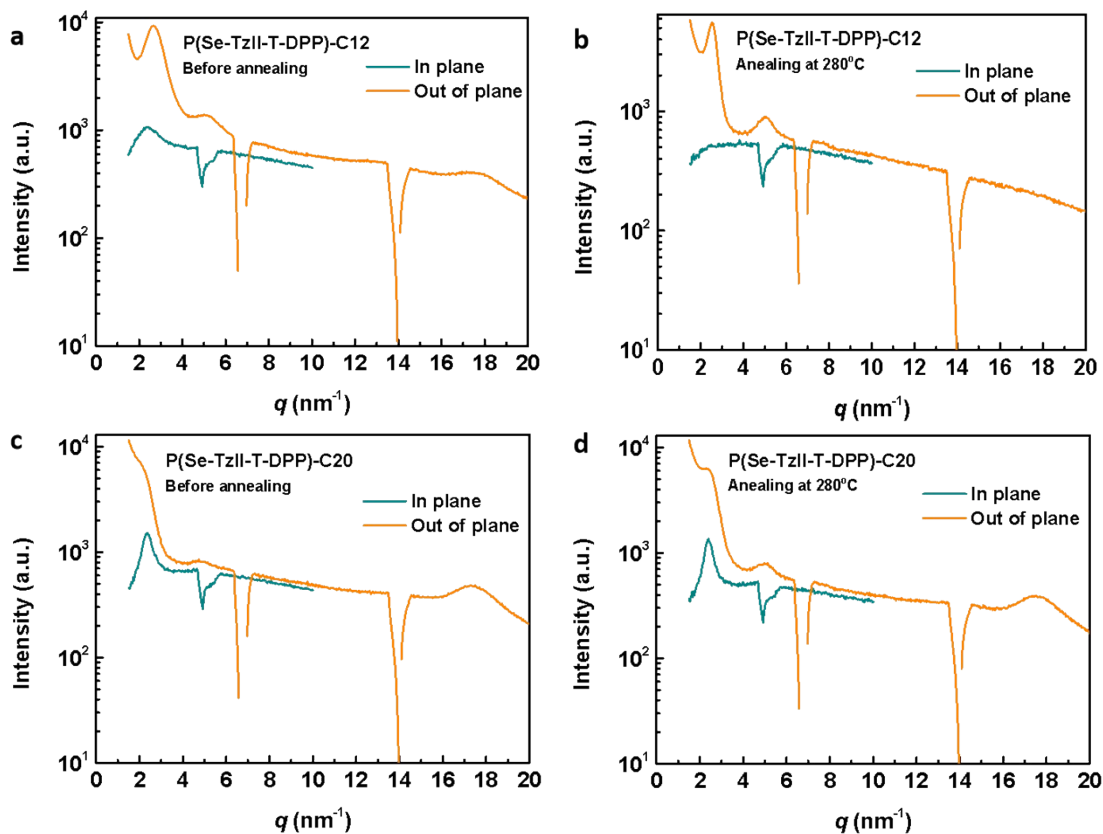 a
P(Se-TzII-T-DPP)-C12
Before annealing
In plane
Out of plane
Intensity (a.u.)
10^4
10^3
10^2
10^1
0 2 4 6 8 10 12 14 16 18 20
q (nm^-1)
b
P(Se-TzII-T-DPP)-C12
Anealing at 280°C
In plane
Out of plane
Intensity (a.u.)
10^3
10^2
10^1
0 2 4 6 8 10 12 14 16 18 20
q (nm^-1)
c
P(Se-TzII-T-DPP)-C20
Before annealing
In plane
Out of plane
Intensity (a.u.)
10^4
10^3
10^2
10^1
0 2 4 6 8 10 12 14 16 18 20
q (nm^-1)
d
P(Se-TzII-T-DPP)-C20
Anealing at 280°C
In plane
Out of plane
Intensity (a.u.)
10^4
10^3
10^2
10^1
0 2 4 6 8 10 12 14 16 18 20
q (nm^-1)